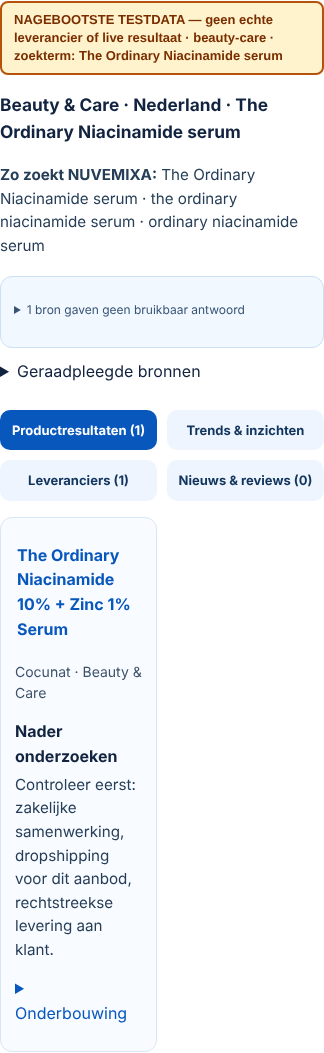 NAGEBOOTSTE TESTDATA — geen echte
leverancier of live resultaat · beauty-care ·
zoekterm: The Ordinary Niacinamide serum
Beauty & Care · Nederland · The
Ordinary Niacinamide serum
Zo zoekt NUVEMIXA: The Ordinary
Niacinamide serum · the ordinary
niacinamide serum · ordinary niacinamide
serum
1 bron gaven geen bruikbaar antwoord
Geraadpleegde bronnen
Productresultaten (1)
Trends & inzichten
Leveranciers (1)
Nieuws & reviews (0)
The Ordinary
Niacinamide
10% + Zinc 1%
Serum
Cocunat · Beauty &
Care
Nader
onderzoeken
Controleer eerst:
zakelijke
samenwerking,
dropshipping
voor dit aanbod,
rechtstreekse
levering aan
klant.
Onderbouwing